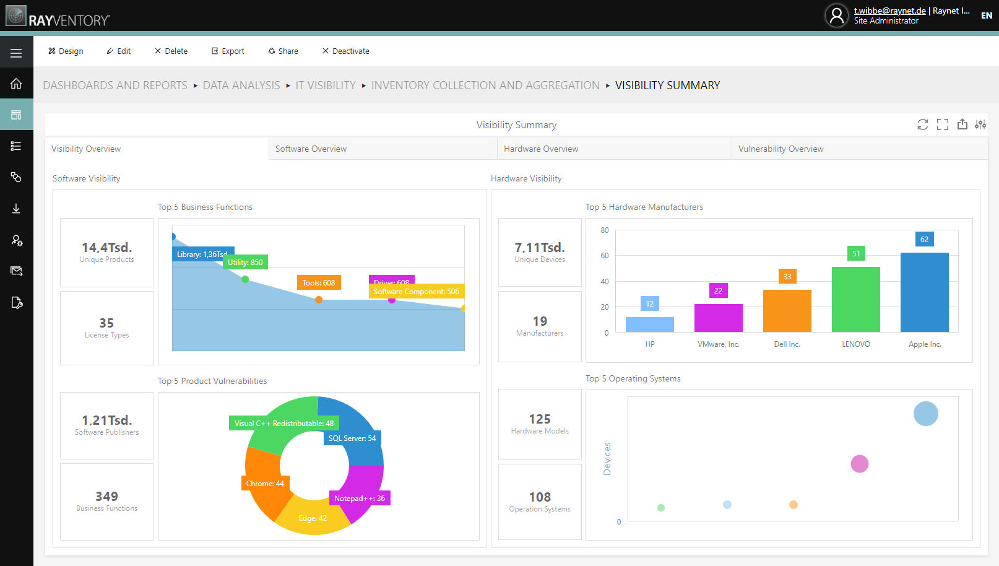 RAYVENTORY
t.wibbe@raynet.de | Raynet I...
Site Administrator
EN
Design
Edit
Delete
Export
Share
Deactivate
DASHBOARDS AND REPORTS ▸ DATA ANALYSIS ▸ IT VISIBILITY ▸ INVENTORY COLLECTION AND AGGREGATION ▸ VISIBILITY SUMMARY
Visibility Summary
Visibility Overview
Software Overview
Hardware Overview
Vulnerability Overview
Software Visibility
14,4Tsd.
Unique Products
35
License Types
Top 5 Business Functions
Library: 1,36Tsd.
Utility: 850
Tools: 608
Driver: 608
Software Component: 506
1,21Tsd.
Software Publishers
349
Business Functions
Top 5 Product Vulnerabilities
Visual C++ Redistributable: 48
SQL Server: 54
Chrome: 44
Notepad++: 36
Edge: 42
Hardware Visibility
7,11Tsd.
Unique Devices
19
Manufacturers
Top 5 Hardware Manufacturers
80
60
40
20
0
12
22
33
51
62
HP
VMware, Inc.
Dell Inc.
LENOVO
Apple Inc.
125
Hardware Models
108
Operation Systems
Top 5 Operating Systems
Devices
0